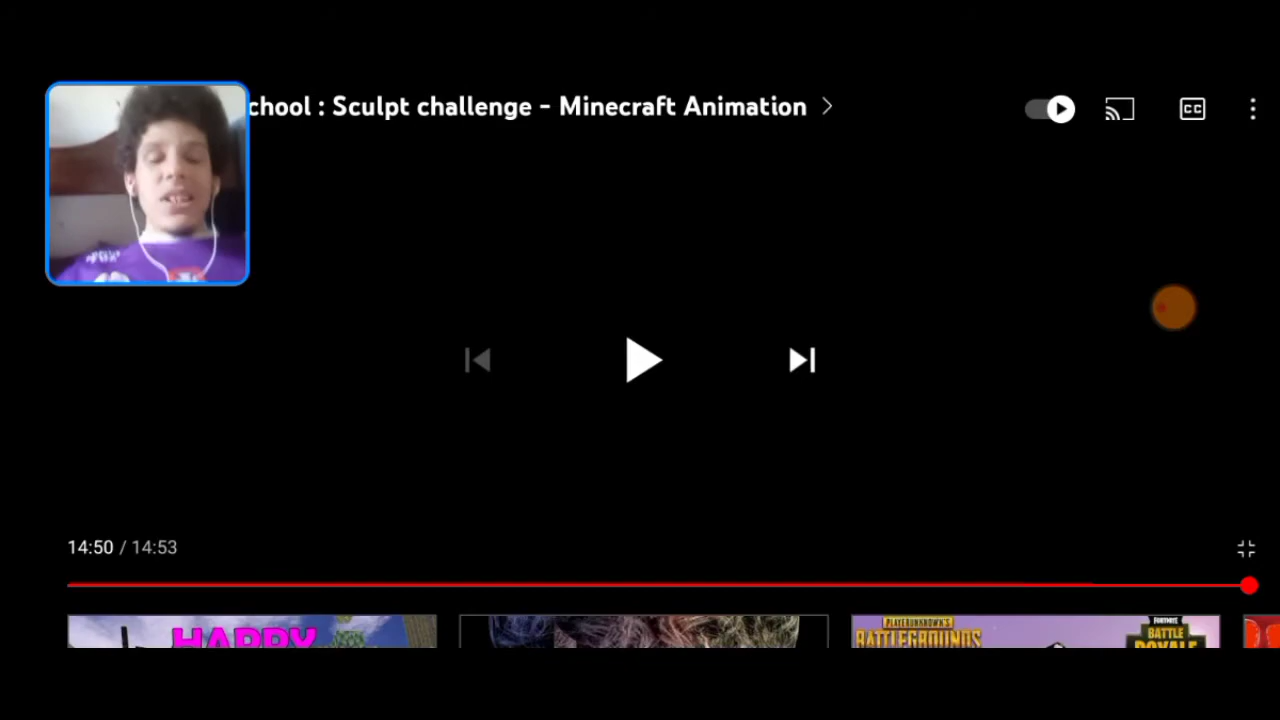 chool : Sculpt challenge - Minecraft Animation
CC
14:50 / 14:53
HAPPY
PLAYERUNKNOWN'S
BATTLEGROUNDS
FORTNITE
BATTLE
ROYALE